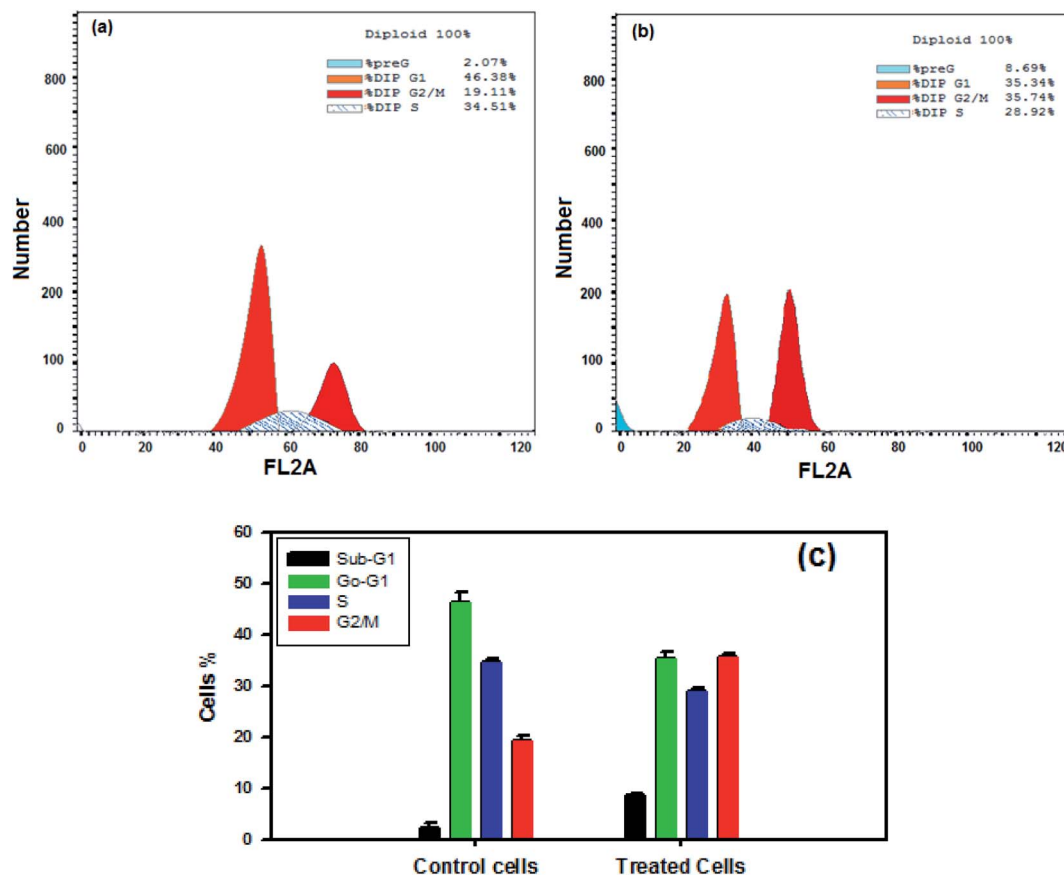 (a)
Diploid 100%
%preG 2.07%
%DIP G1 46.38%
%DIP G2/M 19.11%
%DIP S 34.51%
800
600
400
200
100
0
Number
0 20 40 60 80 100 120
FL2A
(b)
Diploid 100%
%preG 8.69%
%DIP G1 35.34%
%DIP G2/M 35.74%
%DIP S 28.92%
800
600
400
200
100
0
Number
0 20 40 60 80 100 120
FL2A
(c)
Sub-G1
Go-G1
S
G2/M
60
50
40
30
20
10
0
Cells %
Control cells Treated Cells